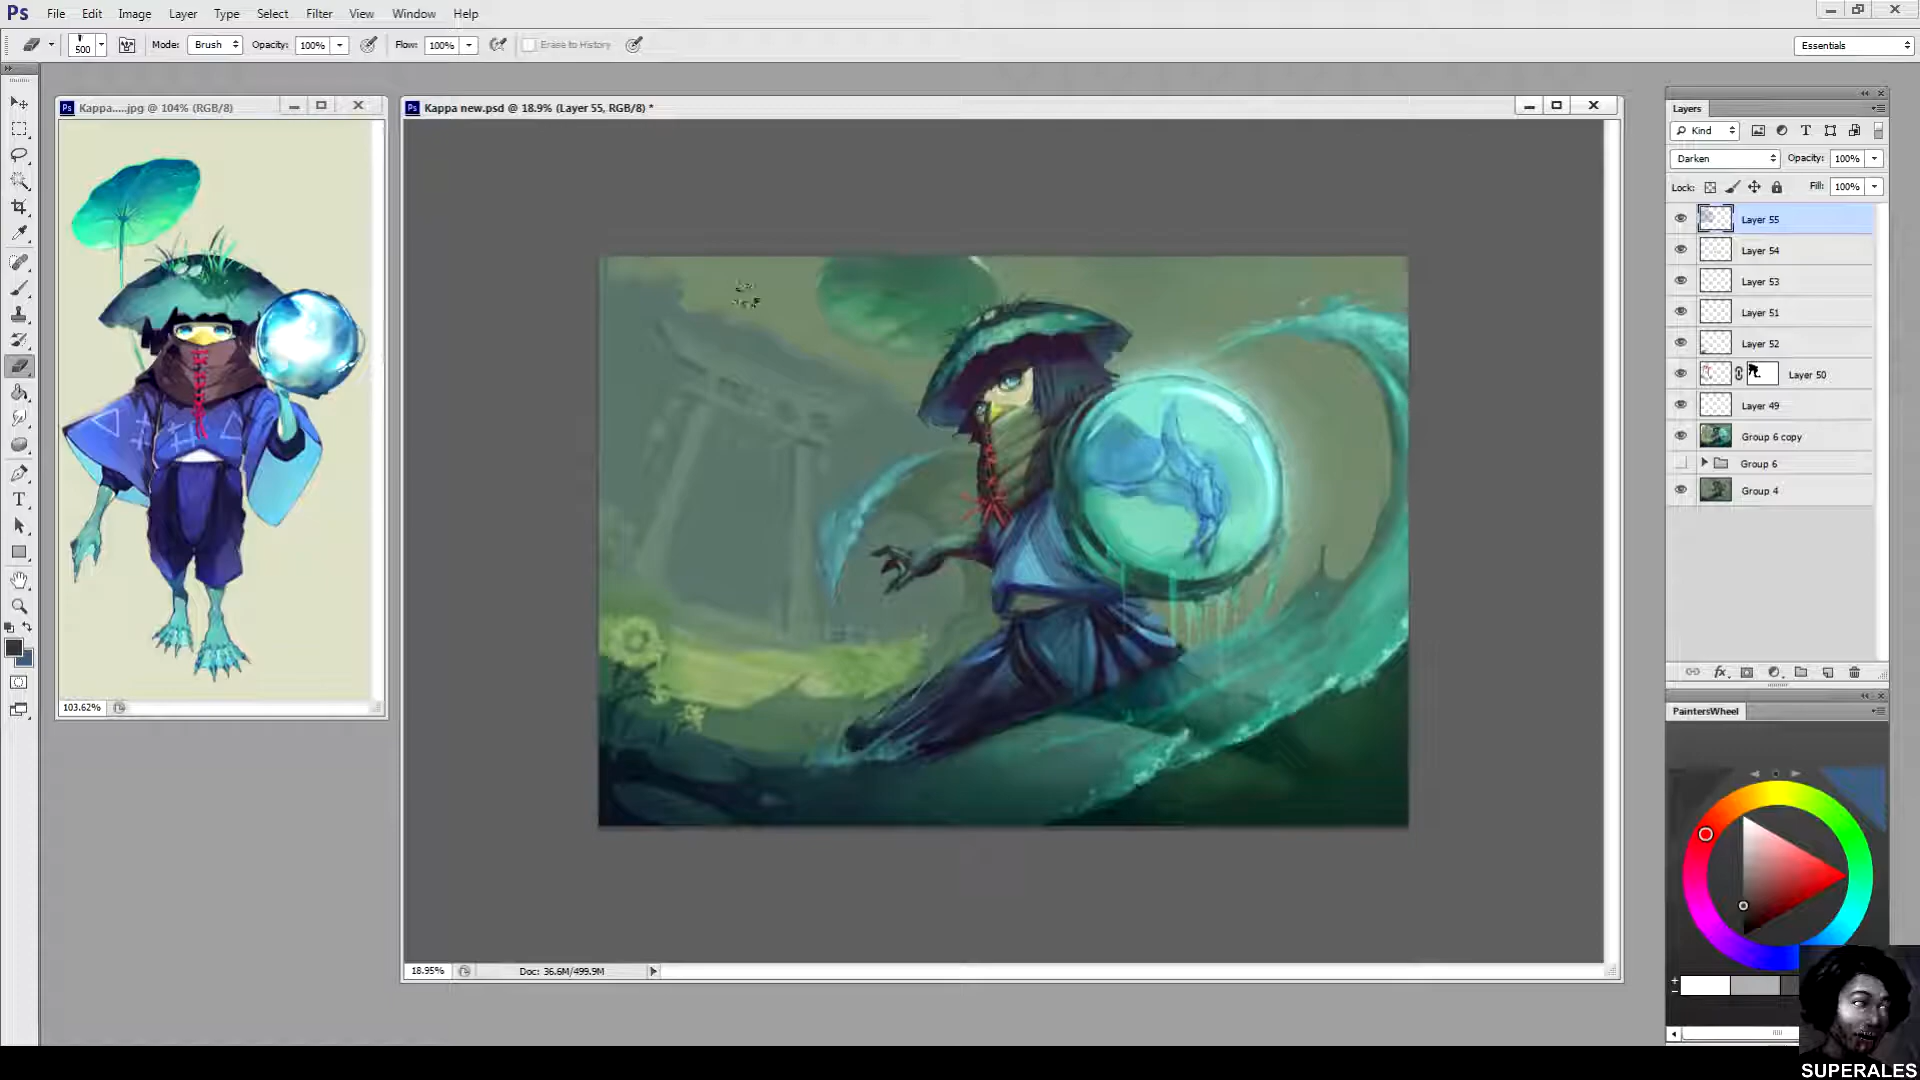 Ps File Edit Image Layer Type Select Filter Analysis View Window Help
500 Mode: Brush Opacity: 100% Flow: 100% Erase to History Essentials
Ps Kappa.....jpg @ 104% (RGB/8)
Ps Kappa new.psd @ 18.9% (Layer 55, RGB/8) *
Layers
Kind T
Darken Opacity: 100%
Lock: Fill: 100%
Layer 55
Layer 54
Layer 53
Layer 51
Layer 52
Layer 50
Layer 49
Group 6 copy
Group 6
Group 4
fx
PaintersWheel
103.62%
18.95% Doc: 36.6M/499.9M
SUPERALES